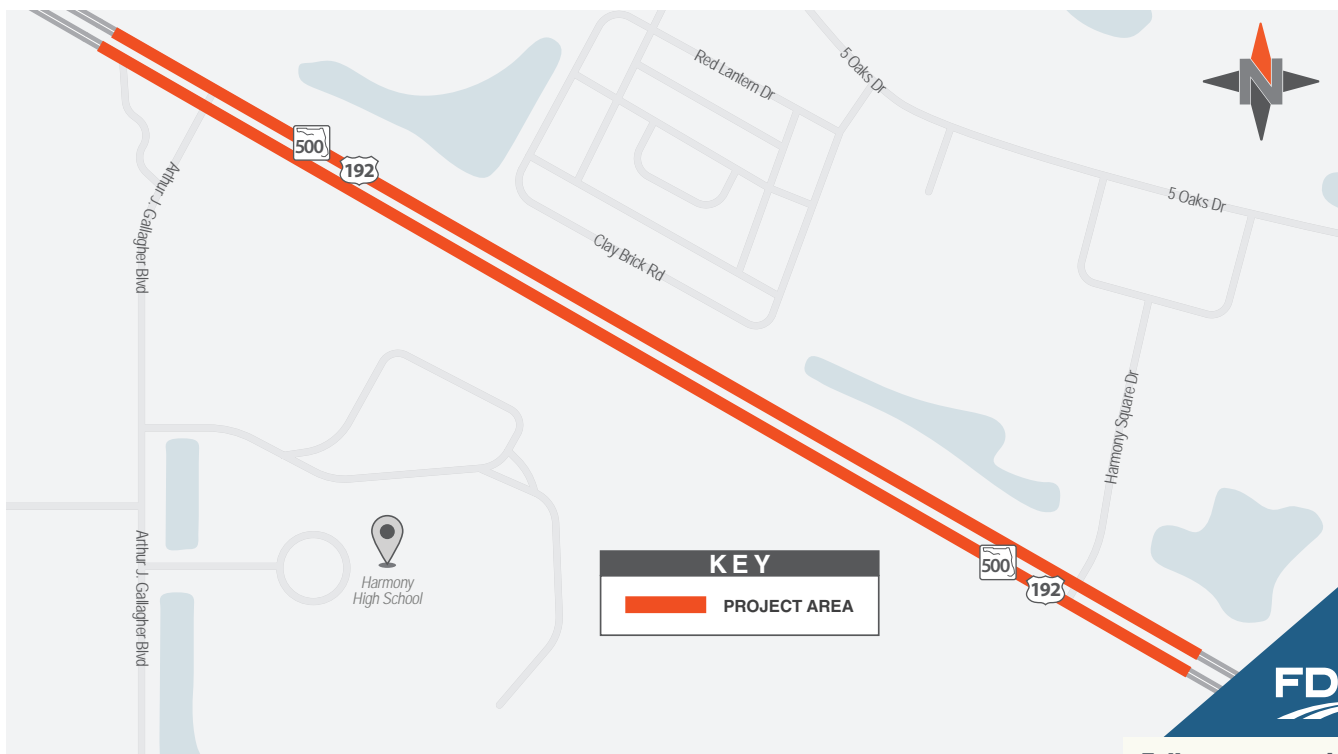 Red Lantern Dr
5 Oaks Dr
N
500
192
Arthur J. Gallagher Blvd
5 Oaks Dr
Clay Brick Rd
Harmony Square Dr
Arthur J. Gallagher Blvd
Harmony
High School
KEY
PROJECT AREA
500
192
FD